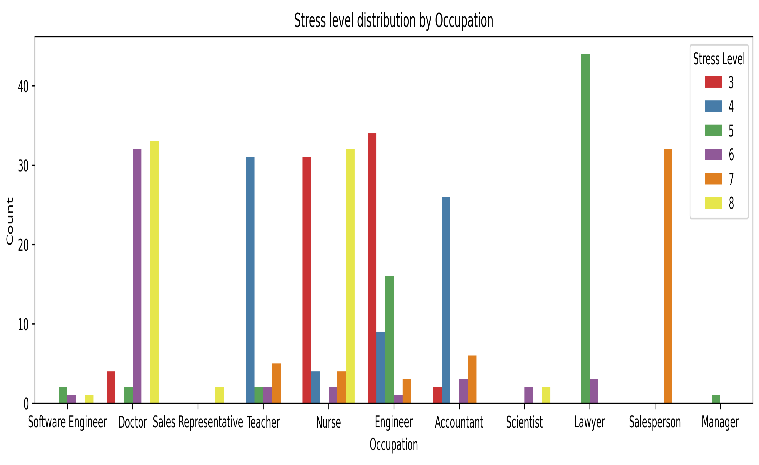 Stress level distribution by Occupation
Stress Level
3
4
5
6
7
8
Count
40
30
20
10
0
Software Engineer Doctor Sales Representative Teacher Nurse Engineer Accountant Scientist Lawyer Salesperson Manager
Occupation